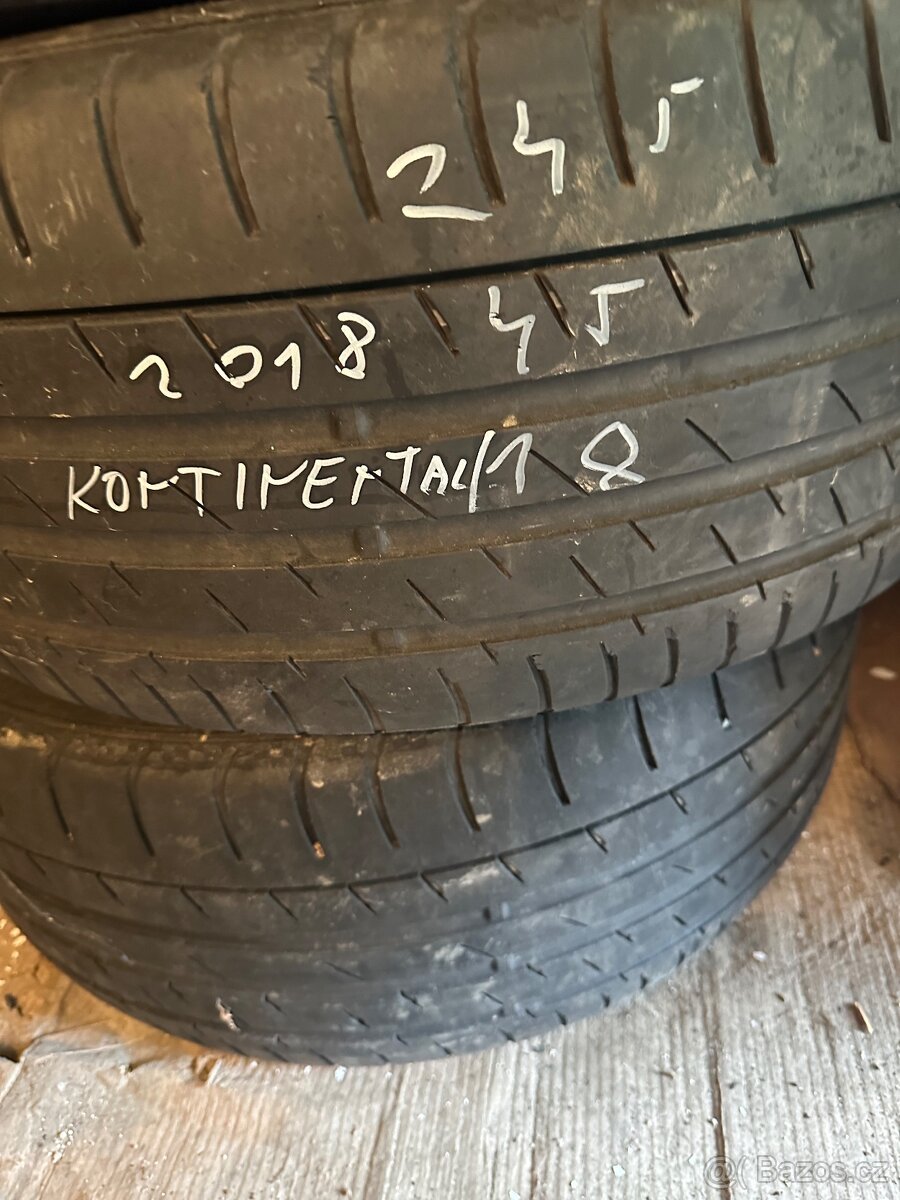 245
2018 45
KONTINENTAL/18
Bazos.cz